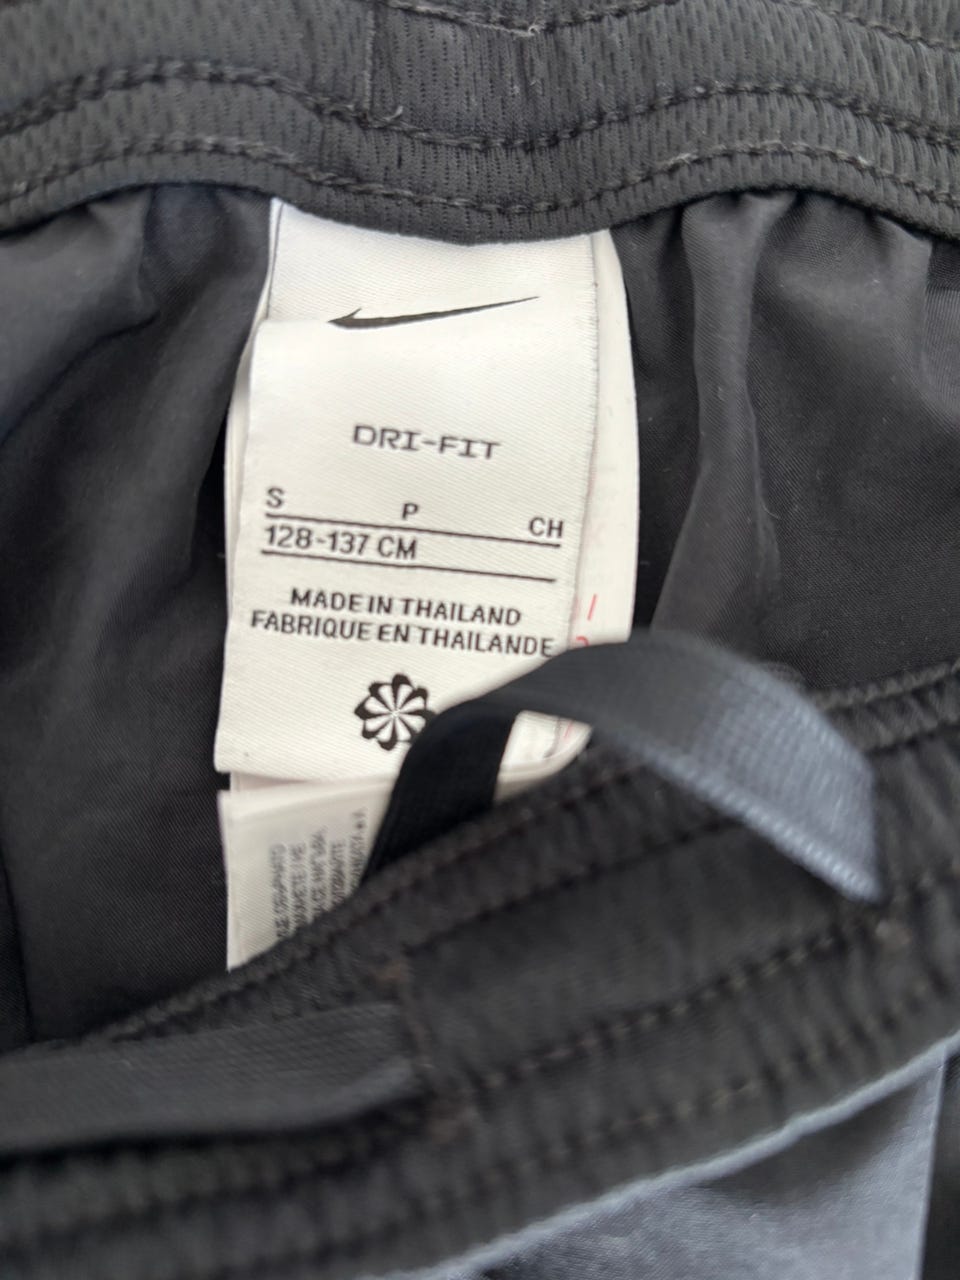 DRI-FIT
S P CH
128-137 CM
MADE IN THAILAND
FABRIQUE EN THAILANDE